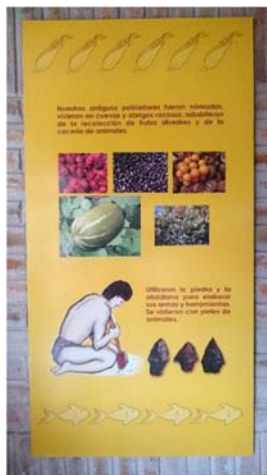 Nuestros antiguos pobladores fueron nómadas,
vivieron en cuevas y abrigos rocosos, subsistieron
de la recolección de frutos silvestres y de la
cacería de animales.
Utilizaron la piedra y la
obsidiana para elaborar
sus armas y herramientas.
Se vistieron con pieles de
animales.